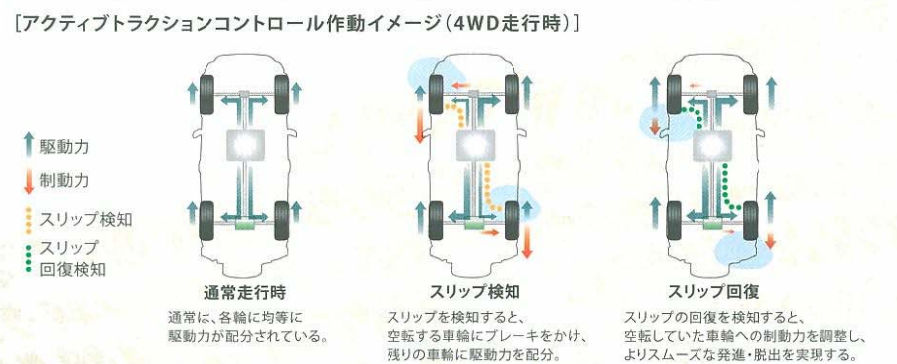 [アクティブトラクションコントロール作動イメージ(4WD走行時)]
駆動力
制動力
スリップ検知
スリップ
回復検知
通常走行時
通常は、各輪に均等に
駆動力が配分されている。
スリップ検知
スリップを検知すると、
空転する車輪にブレーキをかけ、
残りの車輪に駆動力を配分。
スリップ回復
スリップの回復を検知すると、
空転していた車輪への制動力を調整し、
よりスムーズな発進・脱出を実現する。